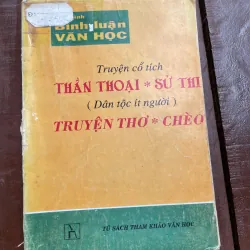 Bình luận
VĂN HỌC
Truyện cổ tích
THẦN THOẠI * SỬ THI
( Dân tộc ít người )
TRUYỆN THƠ * CHÈO
TỦ SÁCH THAM KHẢO VĂN HỌC